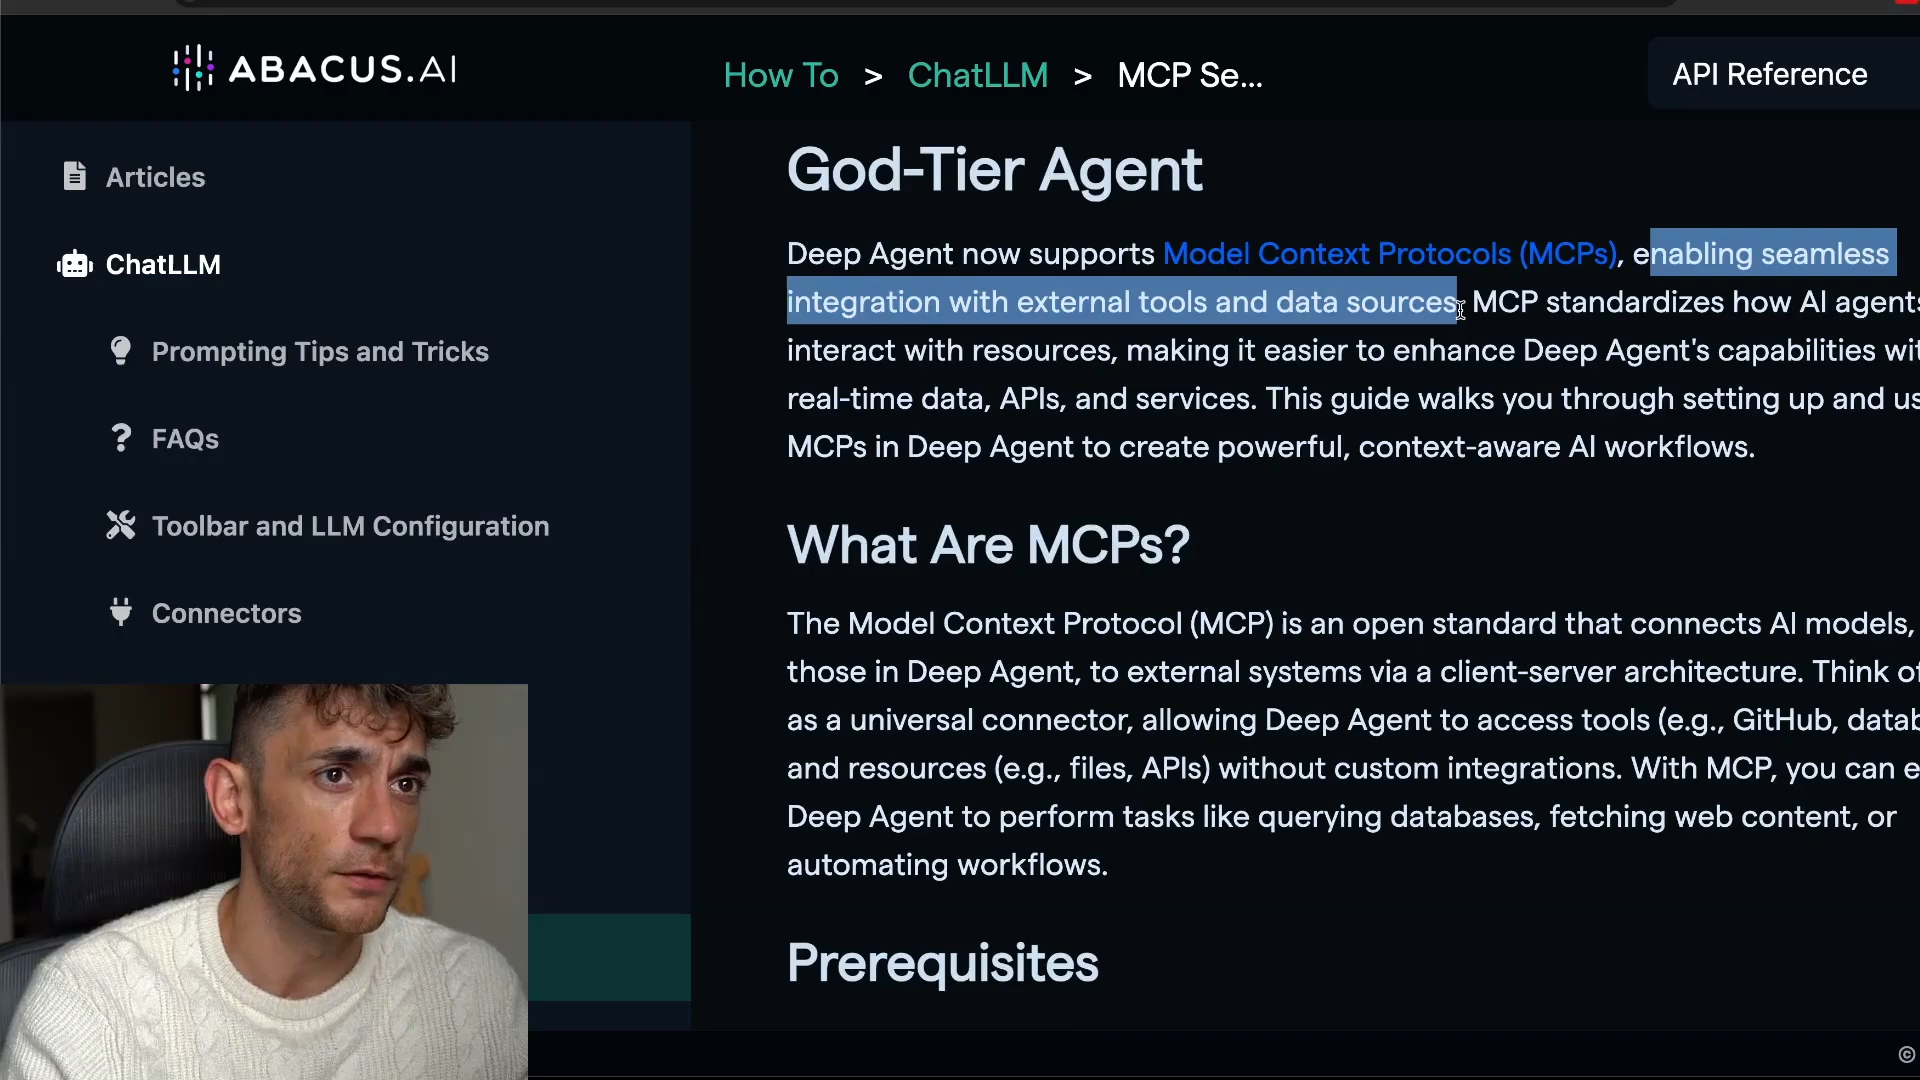 ABACUS.AI
How To > ChatLLM > MCP Se...
API Reference
Articles
ChatLLM
Prompting Tips and Tricks
FAQs
Toolbar and LLM Configuration
Connectors
God-Tier Agent
Deep Agent now supports Model Context Protocols (MCPs), enabling seamless
integration with external tools and data sources. MCP standardizes how AI agents
interact with resources, making it easier to enhance Deep Agent's capabilities wit
real-time data, APIs, and services. This guide walks you through setting up and us
MCPs in Deep Agent to create powerful, context-aware AI workflows.
What Are MCPs?
The Model Context Protocol (MCP) is an open standard that connects AI models,
those in Deep Agent, to external systems via a client-server architecture. Think of
as a universal connector, allowing Deep Agent to access tools (e.g., GitHub, datab
and resources (e.g., files, APIs) without custom integrations. With MCP, you can e
Deep Agent to perform tasks like querying databases, fetching web content, or
automating workflows.
Prerequisites
©